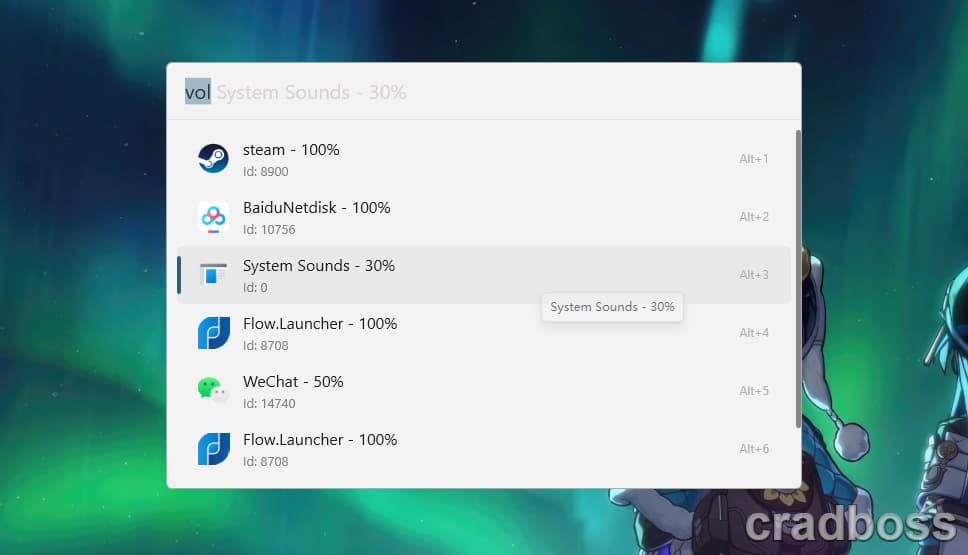 vol System Sounds - 30%
steam - 100%
Id: 8900
Alt+1
BaiduNetdisk - 100%
Id: 10756
Alt+2
System Sounds - 30%
Id: 0
Alt+3
System Sounds - 30%
Flow.Launcher - 100%
Id: 8708
Alt+4
WeChat - 50%
Id: 14740
Alt+5
Flow.Launcher - 100%
Id: 8708
Alt+6
cradboss